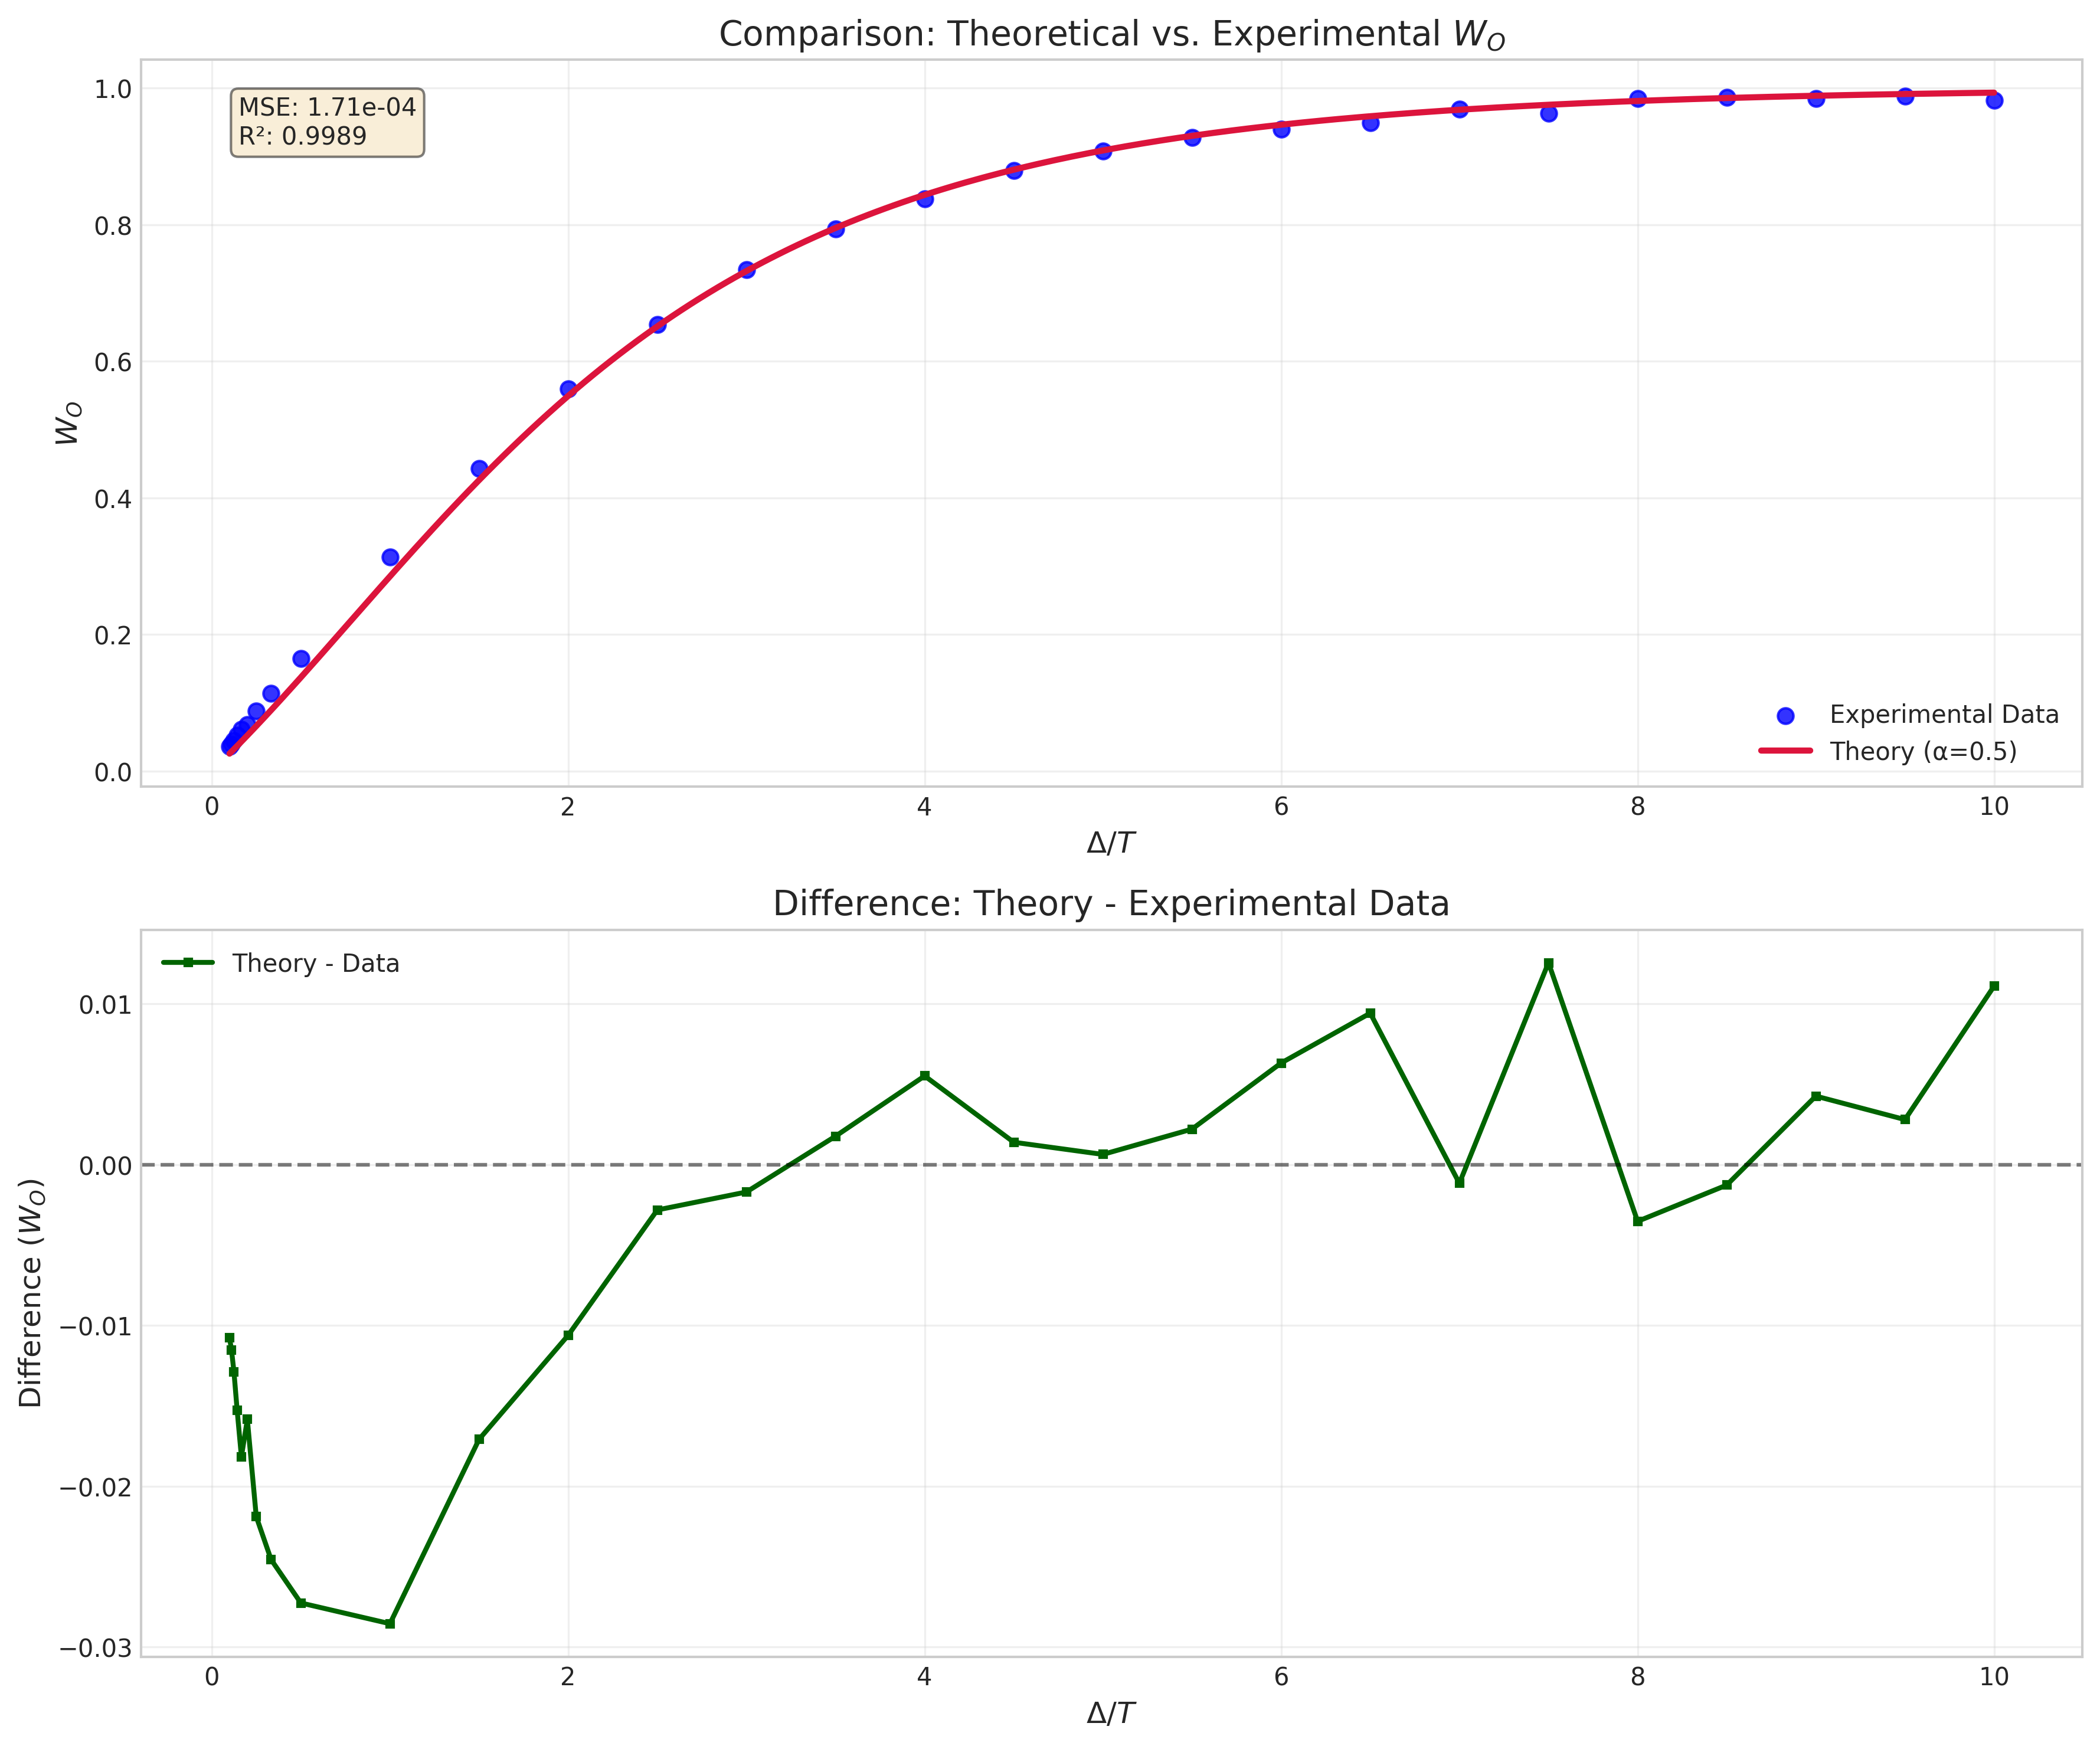 Comparison: Theoretical vs. Experimental W_O
MSE: 1.71e-04
R²: 0.9989
1.0
0.8
0.6
0.4
0.2
0.0
W_O
Experimental Data
Theory (α=0.5)
0 2 4 6 8 10
Δ/T
Difference: Theory - Experimental Data
Theory - Data
0.01
0.00
−0.01
−0.02
−0.03
Difference (W_O)
0 2 4 6 8 10
Δ/T